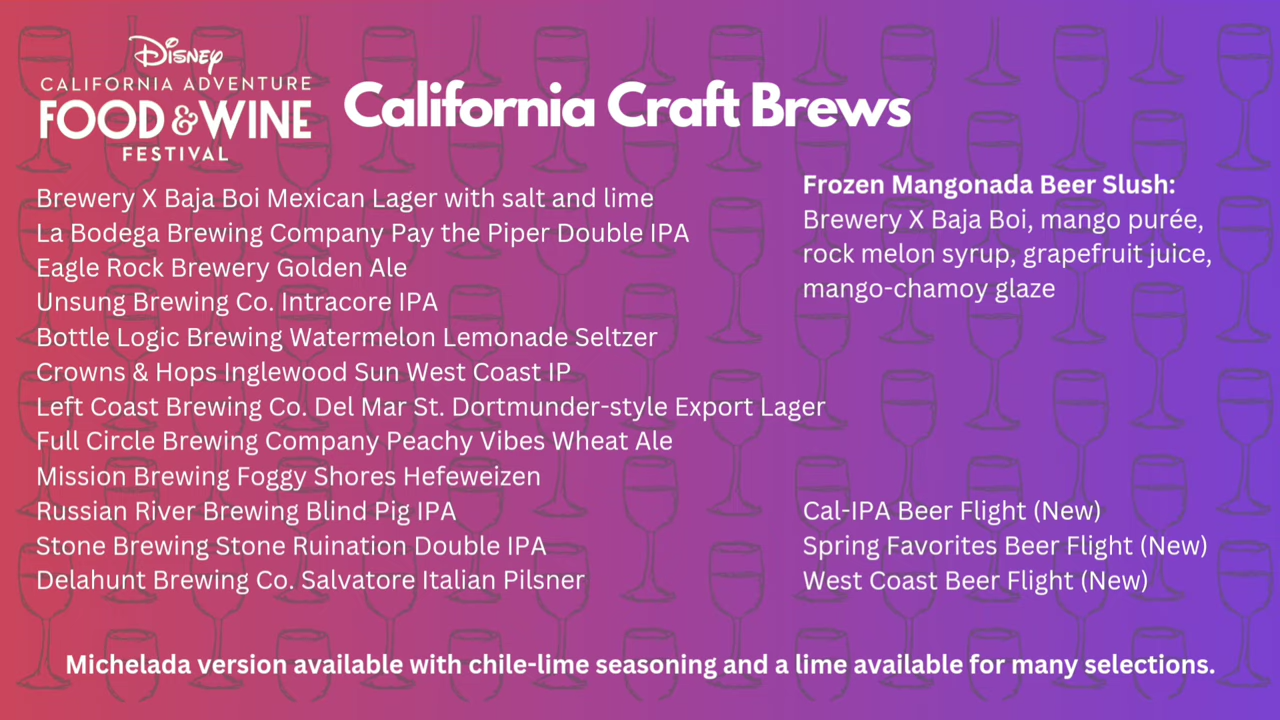 Disney
CALIFORNIA ADVENTURE
FOOD & WINE
FESTIVAL
California Craft Brews
Brewery X Baja Boi Mexican Lager with salt and lime
La Bodega Brewing Company Pay the Piper Double IPA
Eagle Rock Brewery Golden Ale
Unsung Brewing Co. Intracore IPA
Bottle Logic Brewing Watermelon Lemonade Seltzer
Crowns & Hops Inglewood Sun West Coast IP
Left Coast Brewing Co. Del Mar St. Dortmunder-style Export Lager
Full Circle Brewing Company Peachy Vibes Wheat Ale
Mission Brewing Foggy Shores Hefeweizen
Russian River Brewing Blind Pig IPA
Stone Brewing Stone Ruination Double IPA
Delahunt Brewing Co. Salvatore Italian Pilsner
Frozen Mangonada Beer Slush:
Brewery X Baja Boi, mango purée,
rock melon syrup, grapefruit juice,
mango-chamoy glaze
Cal-IPA Beer Flight (New)
Spring Favorites Beer Flight (New)
West Coast Beer Flight (New)
Michelada version available with chile-lime seasoning and a lime available for many selections.